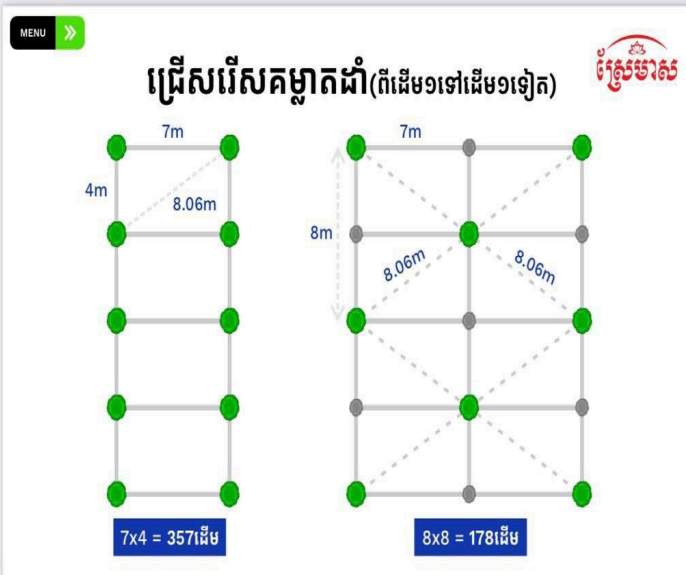 MENU
ស្រែមាស
ជ្រើសរើសគម្លាតដាំ(ពីដើម១ទៅដើម១ទៀត)
7m
7m
4m
8.06m
8m
8.06m
8.06m
7x4 = 357ដើម
8x8 = 178ដើម